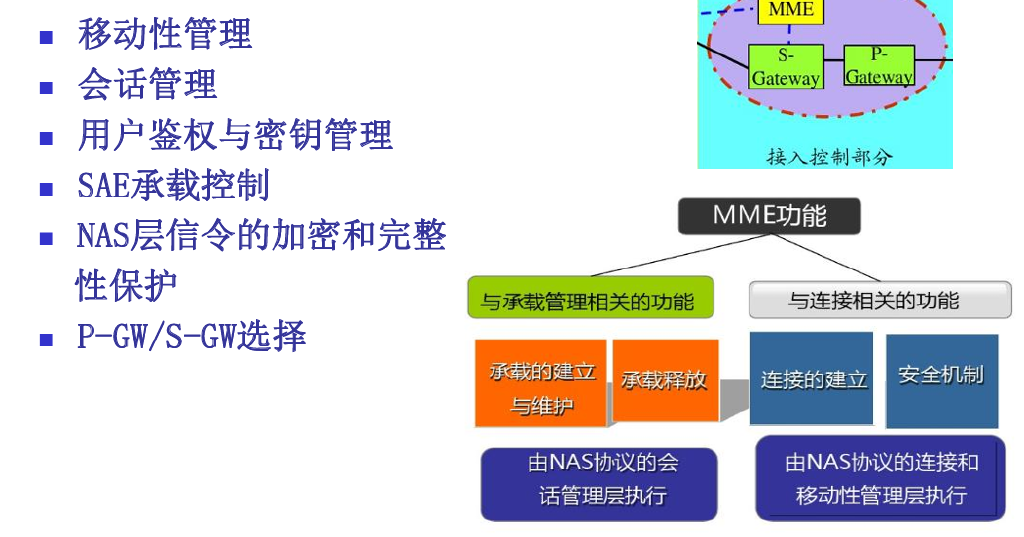 移动性管理
会话管理
用户鉴权与密钥管理
SAE承载控制
NAS层信令的加密和完整
性保护
P-GW/S-GW选择
MME
S-
Gateway
P-
Gateway
接入控制部分
MME功能
与承载管理相关的功能
与连接相关的功能
承载的建立
与维护
承载释放
连接的建立
安全机制
由NAS协议的会
话管理层执行
由NAS协议的连接和
移动性管理层执行